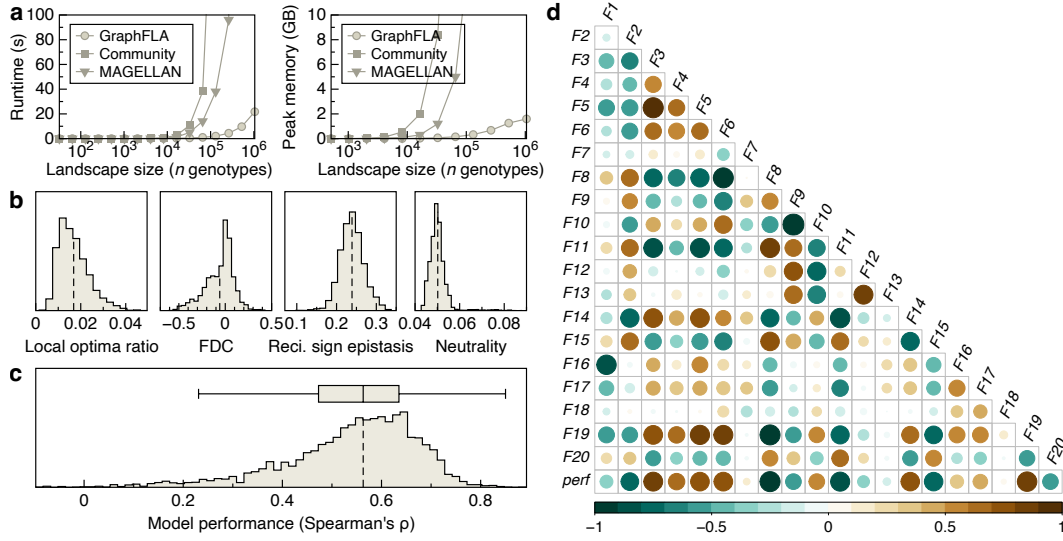 a
Runtime (s)
100
80
60
40
20
0
GraphFLA
Community
MAGELLAN
10² 10³ 10⁴ 10⁵ 10⁶
Landscape size (n genotypes)
Peak memory (GB)
10
8
6
4
2
0
GraphFLA
Community
MAGELLAN
10³ 10⁴ 10⁵ 10⁶
Landscape size (n genotypes)
b
0 0.02 0.04
Local optima ratio
−0.5 0 0.5
FDC
0.1 0.2 0.3
Reci. sign epistasis
0.04 0.06 0.08
Neutrality
c
0 0.2 0.4 0.6 0.8
Model performance (Spearman's ρ)
d
F1
F2
F3
F4
F5
F6
F7
F8
F9
F10
F11
F12
F13
F14
F15
F16
F17
F18
F19
F20
F2
F3
F4
F5
F6
F7
F8
F9
F10
F11
F12
F13
F14
F15
F16
F17
F18
F19
F20
perf
−1 −0.5 0 0.5 1